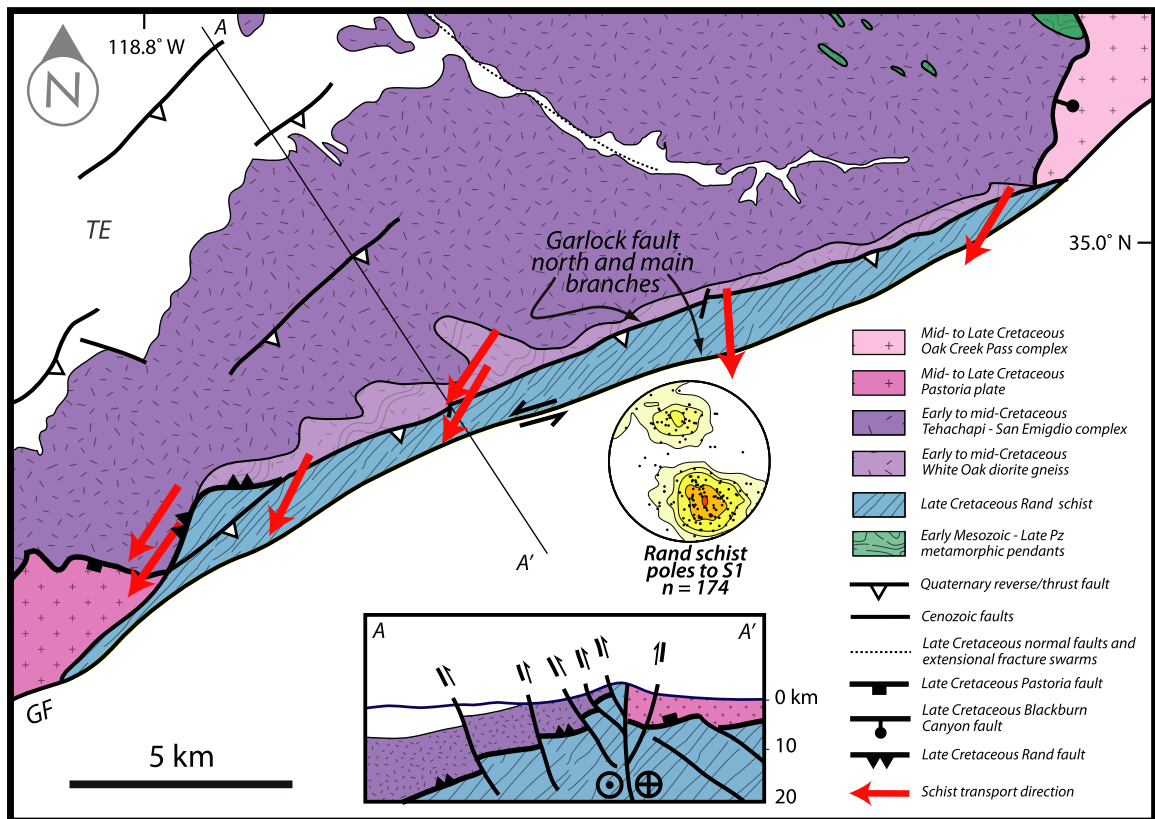 N
118.8° W
A
TE
Garlock fault
north and main
branches
35.0° N
A'
Rand schist
poles to S1
n = 174
GF
5 km
A
A'
0 km
10
20
Mid- to Late Cretaceous
Oak Creek Pass complex
Mid- to Late Cretaceous
Pastoria plate
Early to mid-Cretaceous
Tehachapi - San Emigdio complex
Early to mid-Cretaceous
White Oak diorite gneiss
Late Cretaceous Rand schist
Early Mesozoic - Late Pz
metamorphic pendants
Quaternary reverse/thrust fault
Cenozoic faults
Late Cretaceous normal faults and
extensional fracture swarms
Late Cretaceous Pastoria fault
Late Cretaceous Blackburn
Canyon fault
Late Cretaceous Rand fault
Schist transport direction